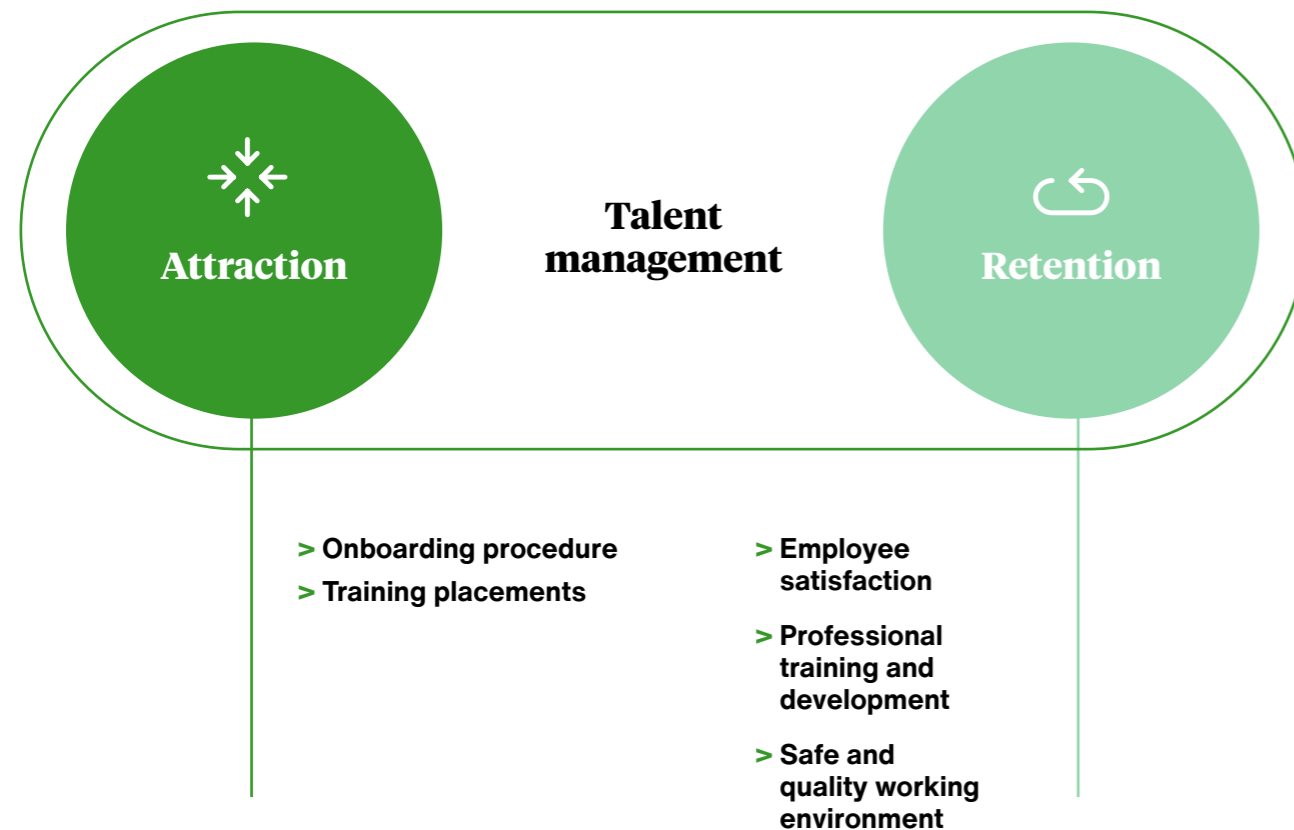 Attraction
Talent
management
Retention
> Onboarding procedure
> Training placements
> Employee
satisfaction
> Professional
training and
development
> Safe and
quality working
environment